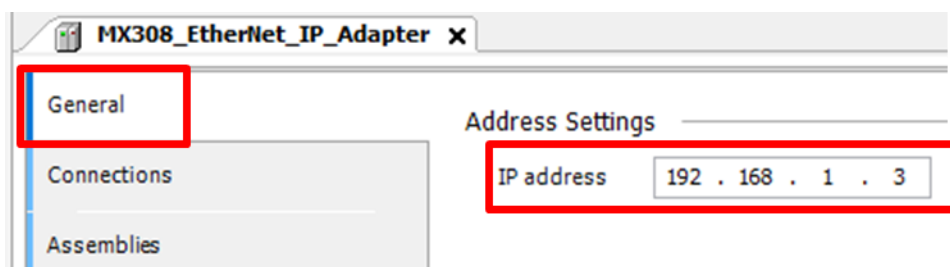 MX308_EtherNet_IP_Adapter x
General
Address Settings
IP address 192 . 168 . 1 . 3
Connections
Assemblies